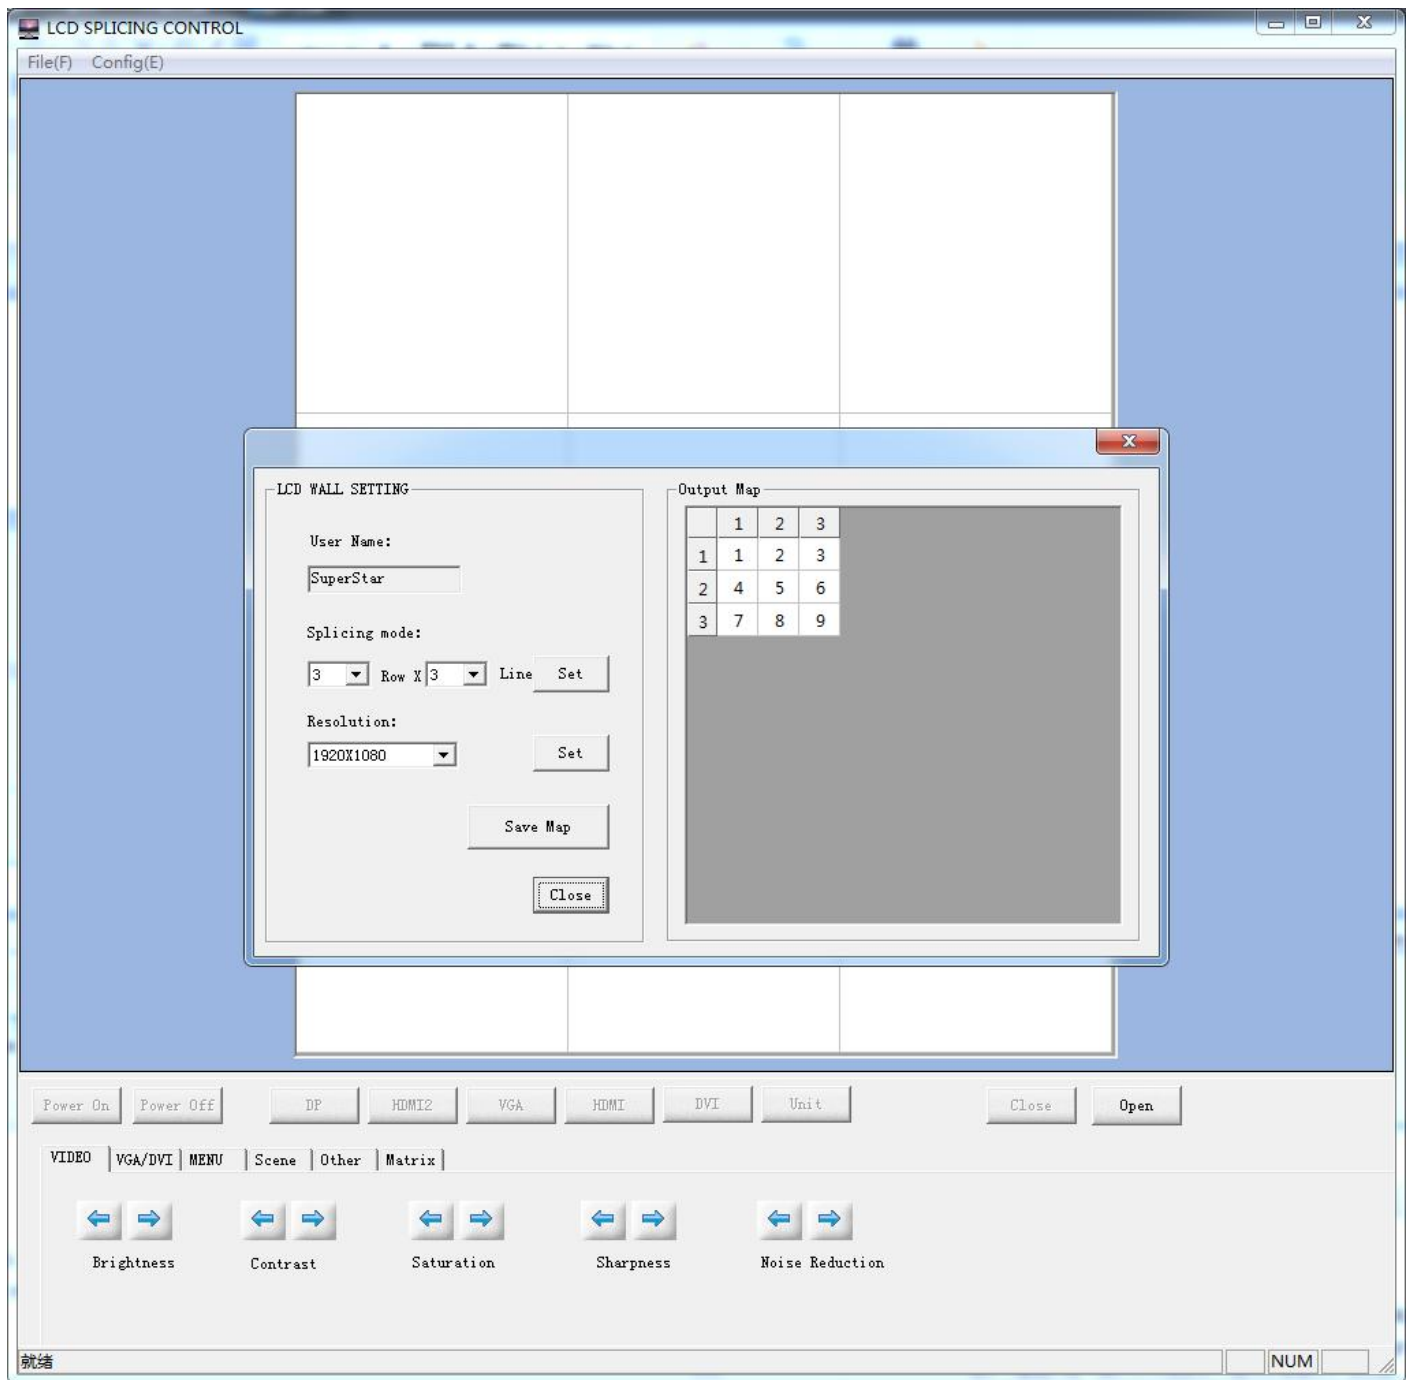 LCD SPLICING CONTROL
File(F) Config(E)
LCD WALL SETTING
User Name:
SuperStar
Splicing mode:
3 Row X 3 Line Set
Resolution:
1920X1080 Set
Save Map
Close
Output Map
1 2 3
1 1 2 3
2 4 5 6
3 7 8 9
Power On Power Off DP HDMI2 VGA HDMI DVI Unit Close Open
VIDEO VGA/DVI MENU Scene Other Matrix
Brightness Contrast Saturation Sharpness Noise Reduction
就绪 NUM